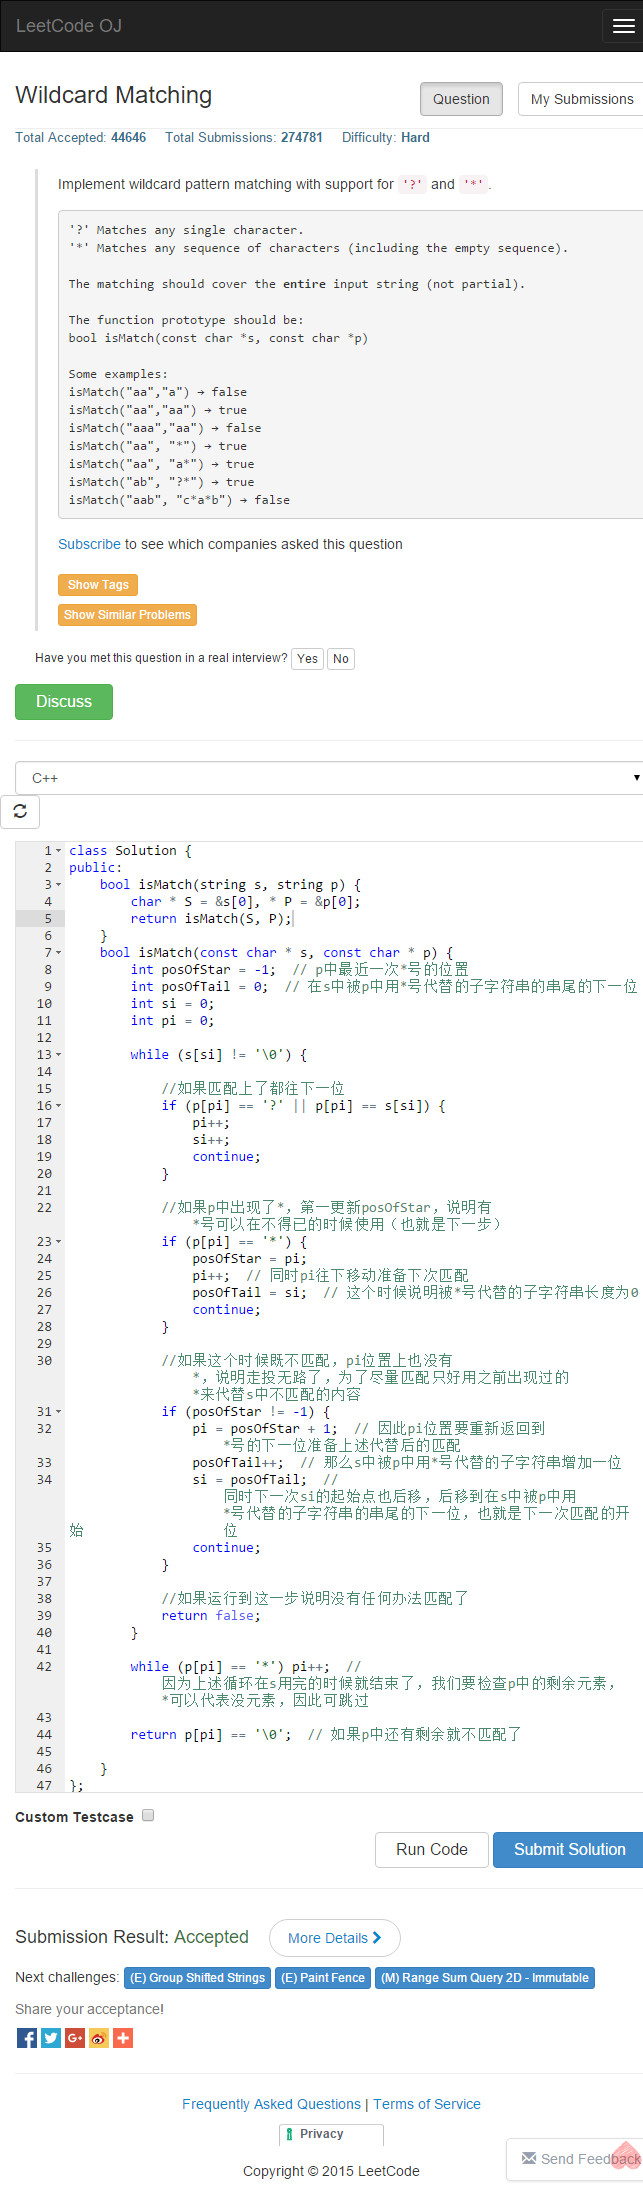 LeetCode OJ
Wildcard Matching
Question
My Submissions
Total Accepted: 44646 Total Submissions: 274781 Difficulty: Hard
Implement wildcard pattern matching with support for '?' and '*'.
'?' Matches any single character.
'*' Matches any sequence of characters (including the empty sequence).
The matching should cover the entire input string (not partial).
The function prototype should be:
bool isMatch(const char *s, const char *p)
Some examples:
isMatch("aa","a") → false
isMatch("aa","aa") → true
isMatch("aaa","aa") → false
isMatch("aa", "*") → true
isMatch("aa", "a*") → true
isMatch("ab", "?*") → true
isMatch("aab", "c*a*b") → false
Subscribe to see which companies asked this question
Show Tags
Show Similar Problems
Have you met this question in a real interview? Yes No
Discuss
C++
1 class Solution {
2 public:
3     bool isMatch(string s, string p) {
4         char * S = &s[0], * P = &p[0];
5         return isMatch(S, P);
6     }
7     bool isMatch(const char * s, const char * p) {
8         int posOfStar = -1;  // p中最近一次*号的位置
9         int posOfTail = 0;  // 在s中被p中用*号代替的子字符串的串尾的下一位
10         int si = 0;
11         int pi = 0;
12
13         while (s[si] != '\0') {
14
15             //如果匹配上了都往下一位
16             if (p[pi] == '?' || p[pi] == s[si]) {
17                 pi++;
18                 si++;
19                 continue;
20             }
21
22             //如果p中出现了*，第一更新posOfStar，说明有
*号可以在不得已的时候使用（也就是下一步）
23             if (p[pi] == '*') {
24                 posOfStar = pi;
25                 pi++;  // 同时pi往下移动准备下次匹配
26                 posOfTail = si;  // 这个时候说明被*号代替的子字符串长度为0
27                 continue;
28             }
29
30             //如果这个时候既不匹配，pi位置上也没有
*，说明走投无路了，为了尽量匹配只好用之前出现过的
*来代替s中不匹配的内容
31             if (posOfStar != -1) {
32                 pi = posOfStar + 1;  // 因此pi位置要重新返回到
*号的下一位准备上述代替后的匹配
33                 posOfTail++;  // 那么s中被p中用*号代替的子字符串增加一位
34                 si = posOfTail;  //
同时下一次si的起始点也后移，后移到在s中被p中用
*号代替的子字符串的串尾的下一位，也就是下一次匹配的开
始 位
35                 continue;
36             }
37
38             //如果运行到这一步说明没有任何办法匹配了
39             return false;
40         }
41
42         while (p[pi] == '*') pi++;  //
因为上述循环在s用完的时候就结束了，我们要检查p中的剩余元素，
*可以代表没元素，因此可跳过
43
44         return p[pi] == '\0';  // 如果p中还有剩余就不匹配了
45
46     }
47 };
Custom Testcase
Run Code
Submit Solution
Submission Result: Accepted
More Details
Next challenges: (E) Group Shifted Strings (E) Paint Fence (M) Range Sum Query 2D - Immutable
Share your acceptance!
Frequently Asked Questions | Terms of Service
Privacy
Copyright © 2015 LeetCode
Send Feedback